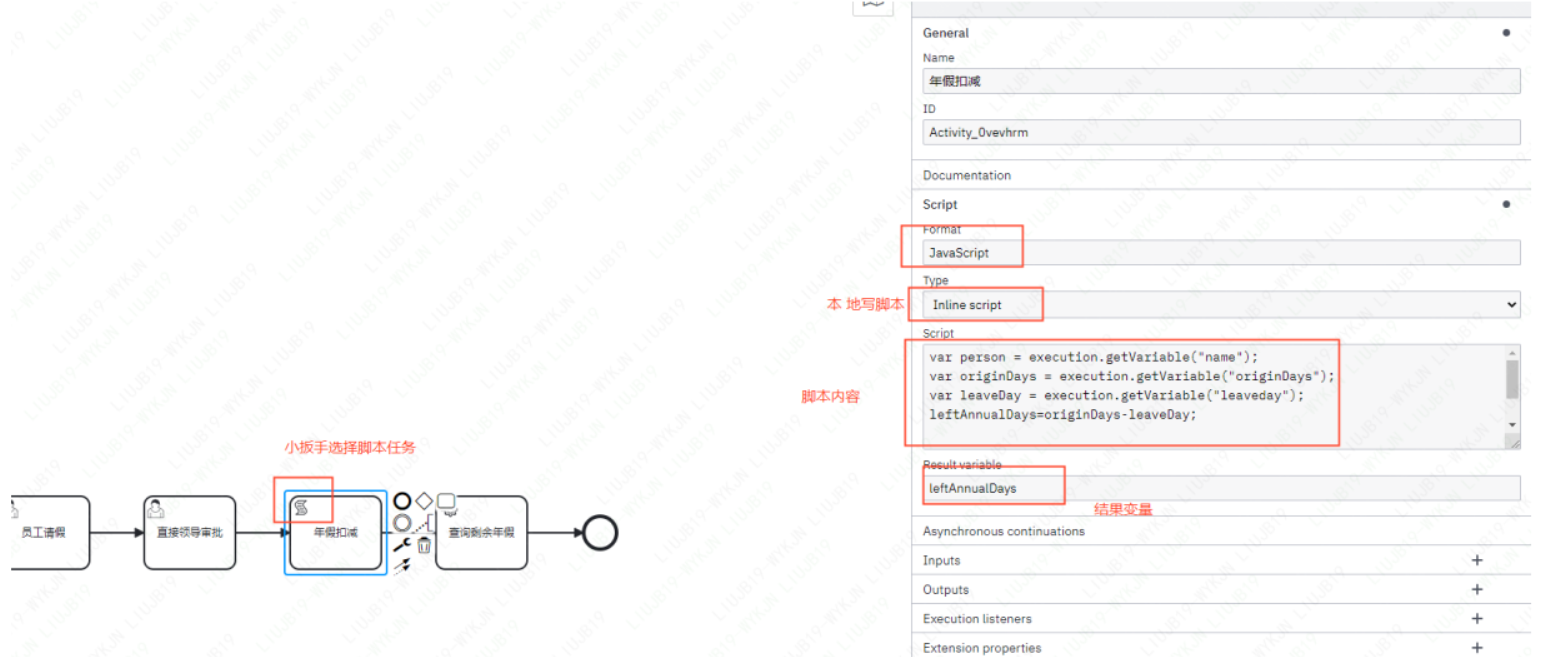 小扳手选择脚本任务
员工请假
直接领导审批
年假扣减
查询剩余年假
General
Name
年假扣减
ID
Activity_0vevhrm
Documentation
Script
Format
JavaScript
Type
本 地写脚本
Inline script
Script
脚本内容
var person = execution.getVariable("name");
var originDays = execution.getVariable("originDays");
var leaveDay = execution.getVariable("leaveday");
leftAnnualDays=originDays-leaveDay;
Result variable
leftAnnualDays
结果变量
Asynchronous continuations
Inputs
Outputs
Execution listeners
Extension properties